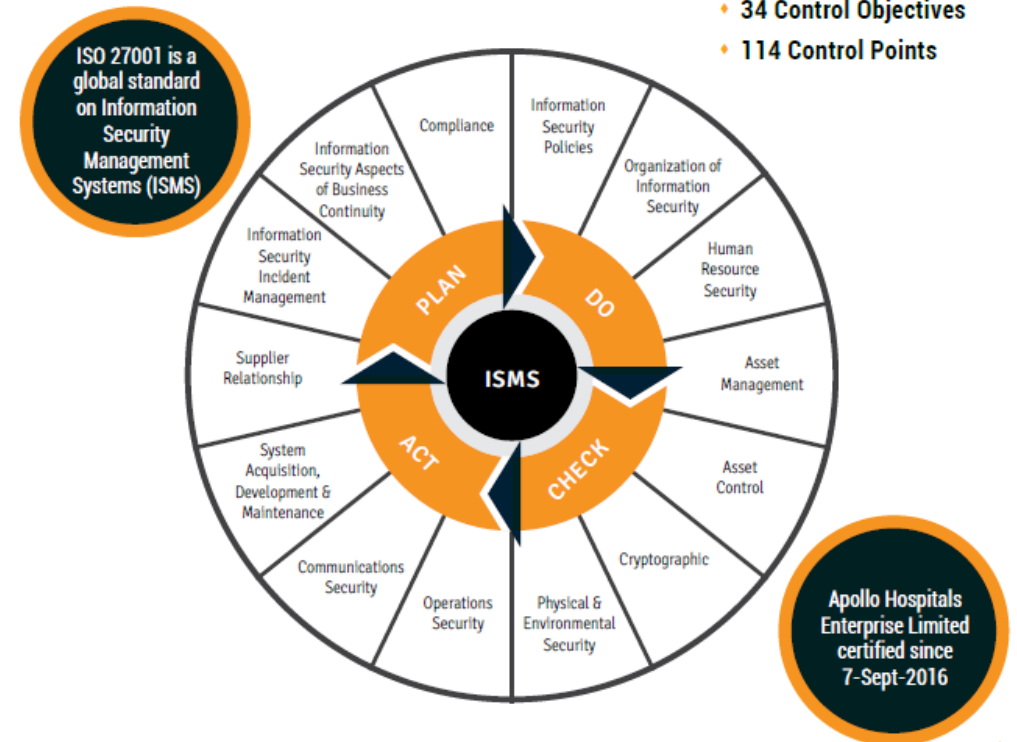 34 Control Objectives
114 Control Points
ISO 27001 is a
global standard
on Information
Security
Management
Systems (ISMS)
Compliance
Information
Security
Policies
Organization of
Information
Security
Human
Resource
Security
Asset
Management
Asset
Control
Cryptographic
Physical &
Environmental
Security
Operations
Security
Communications
Security
System
Acquisition,
Development &
Maintenance
Supplier
Relationship
Information
Security
Incident
Management
Information
Security Aspects
of Business
Continuity
PLAN
DO
CHECK
ACT
ISMS
Apollo Hospitals
Enterprise Limited
certified since
7-Sept-2016